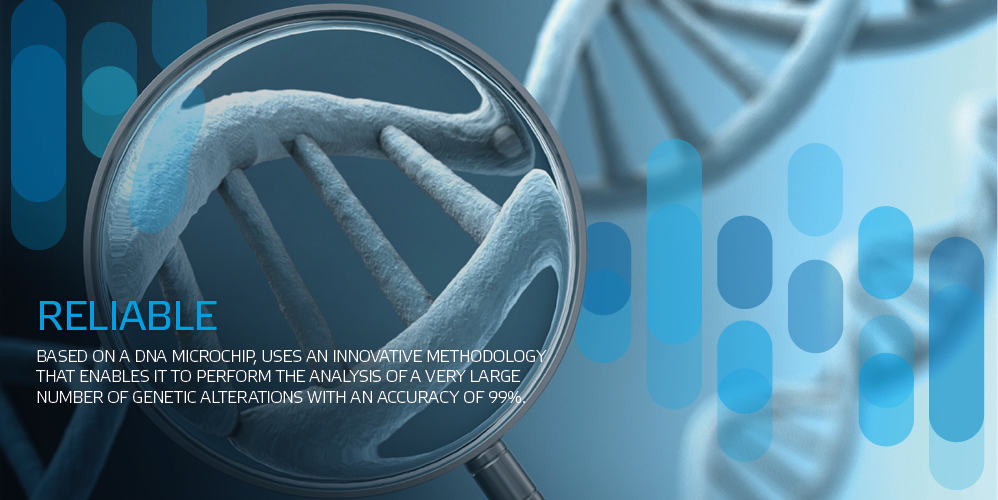 RELIABLE
BASED ON A DNA MICROCHIP, USES AN INNOVATIVE METHODOLOGY
THAT ENABLES IT TO PERFORM THE ANALYSIS OF A VERY LARGE
NUMBER OF GENETIC ALTERATIONS WITH AN ACCURACY OF 99%.